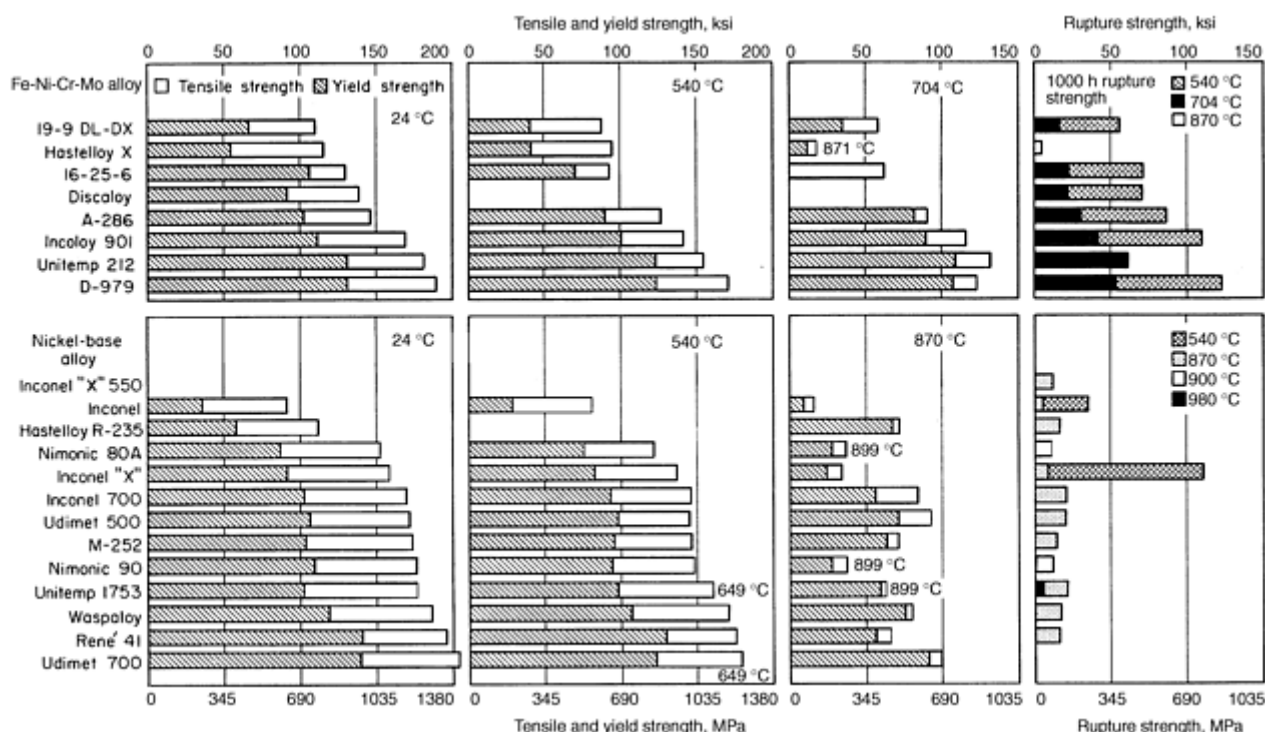 Tensile and yield strength, ksi
Rupture strength, ksi
0 50 100 150 200
0 50 100 150 200
0 50 100
0 50 100 150
Fe-Ni-Cr-Mo alloy
Tensile strength
Yield strength
24 °C
540 °C
704 °C
1000 h rupture
strength
540 °C
704 °C
870 °C
19-9 DL-DX
Hastelloy X
871 °C
16-25-6
Discaloy
A-286
Incoloy 901
Unitemp 212
D-979
Nickel-base
alloy
24 °C
540 °C
870 °C
540 °C
870 °C
900 °C
980 °C
Inconel "X" 550
Inconel
Hastelloy R-235
Nimonic 80A
899 °C
Inconel "X"
Inconel 700
Udimet 500
M-252
Nimonic 90
899 °C
Unitemp 1753
649 °C
899 °C
Waspaloy
René 41
Udimet 700
649 °C
0 345 690 1035 1380
0 345 690 1035 1380
0 345 690 1035
0 345 690 1035
Tensile and yield strength, MPa
Rupture strength, MPa